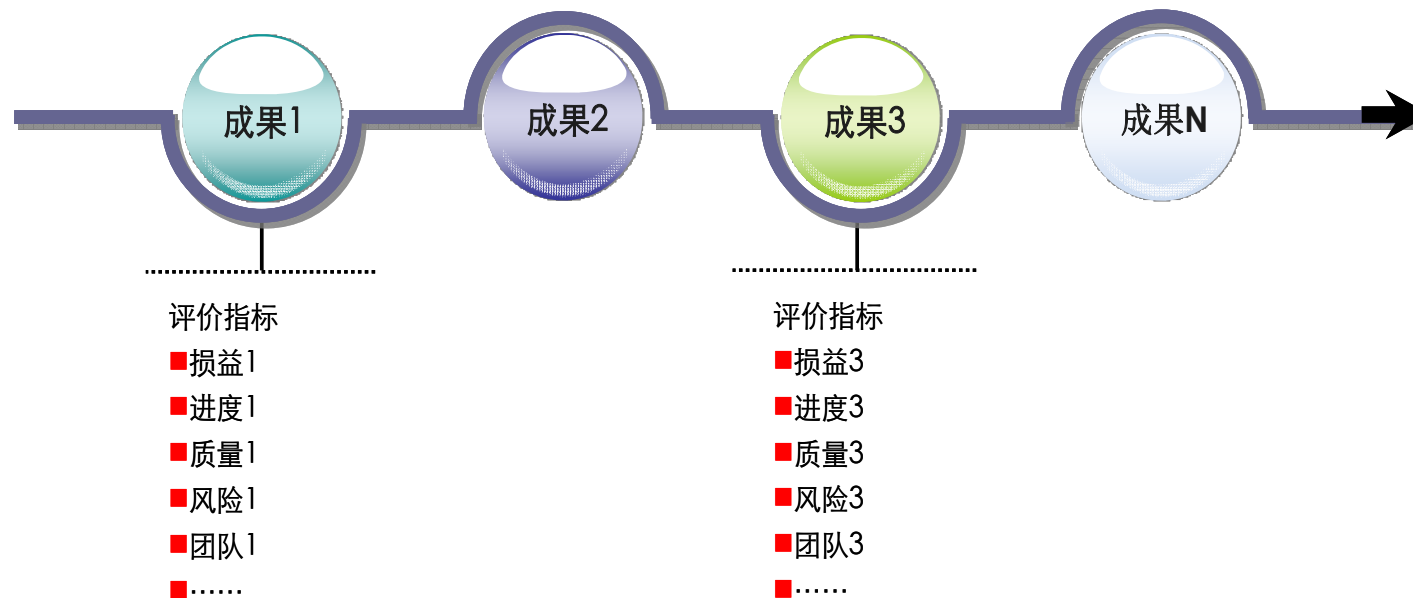 成果1
成果2
成果3
成果N
评价指标
■损益1
■进度1
■质量1
■风险1
■团队1
■……
评价指标
■损益3
■进度3
■质量3
■风险3
■团队3
■……